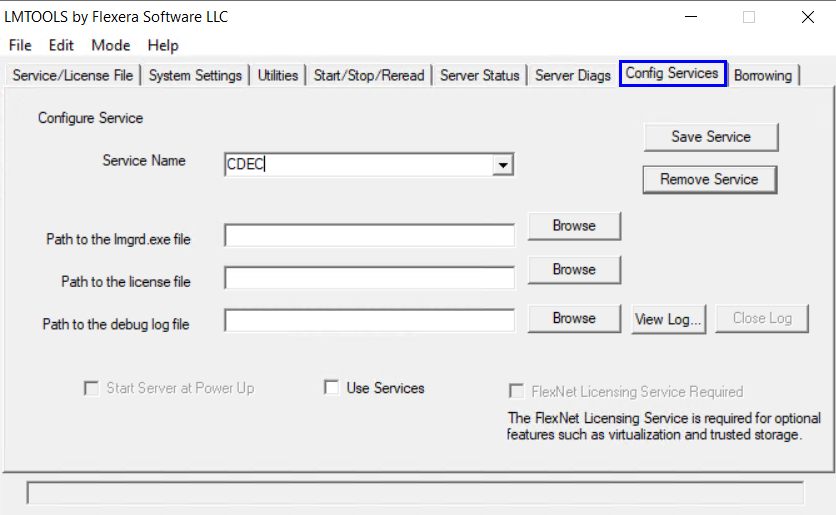 LMTOOLS by Flexera Software LLC
File Edit Mode Help
Service/License File System Settings Utilities Start/Stop/Reread Server Status Server Diags Config Services Borrowing
Configure Service
Save Service
Service Name CDEC
Remove Service
Path to the lmgrd.exe file Browse
Path to the license file Browse
Path to the debug log file Browse View Log... Close Log
Start Server at Power Up Use Services FlexNet Licensing Service Required
The FlexNet Licensing Service is required for optional
features such as virtualization and trusted storage.